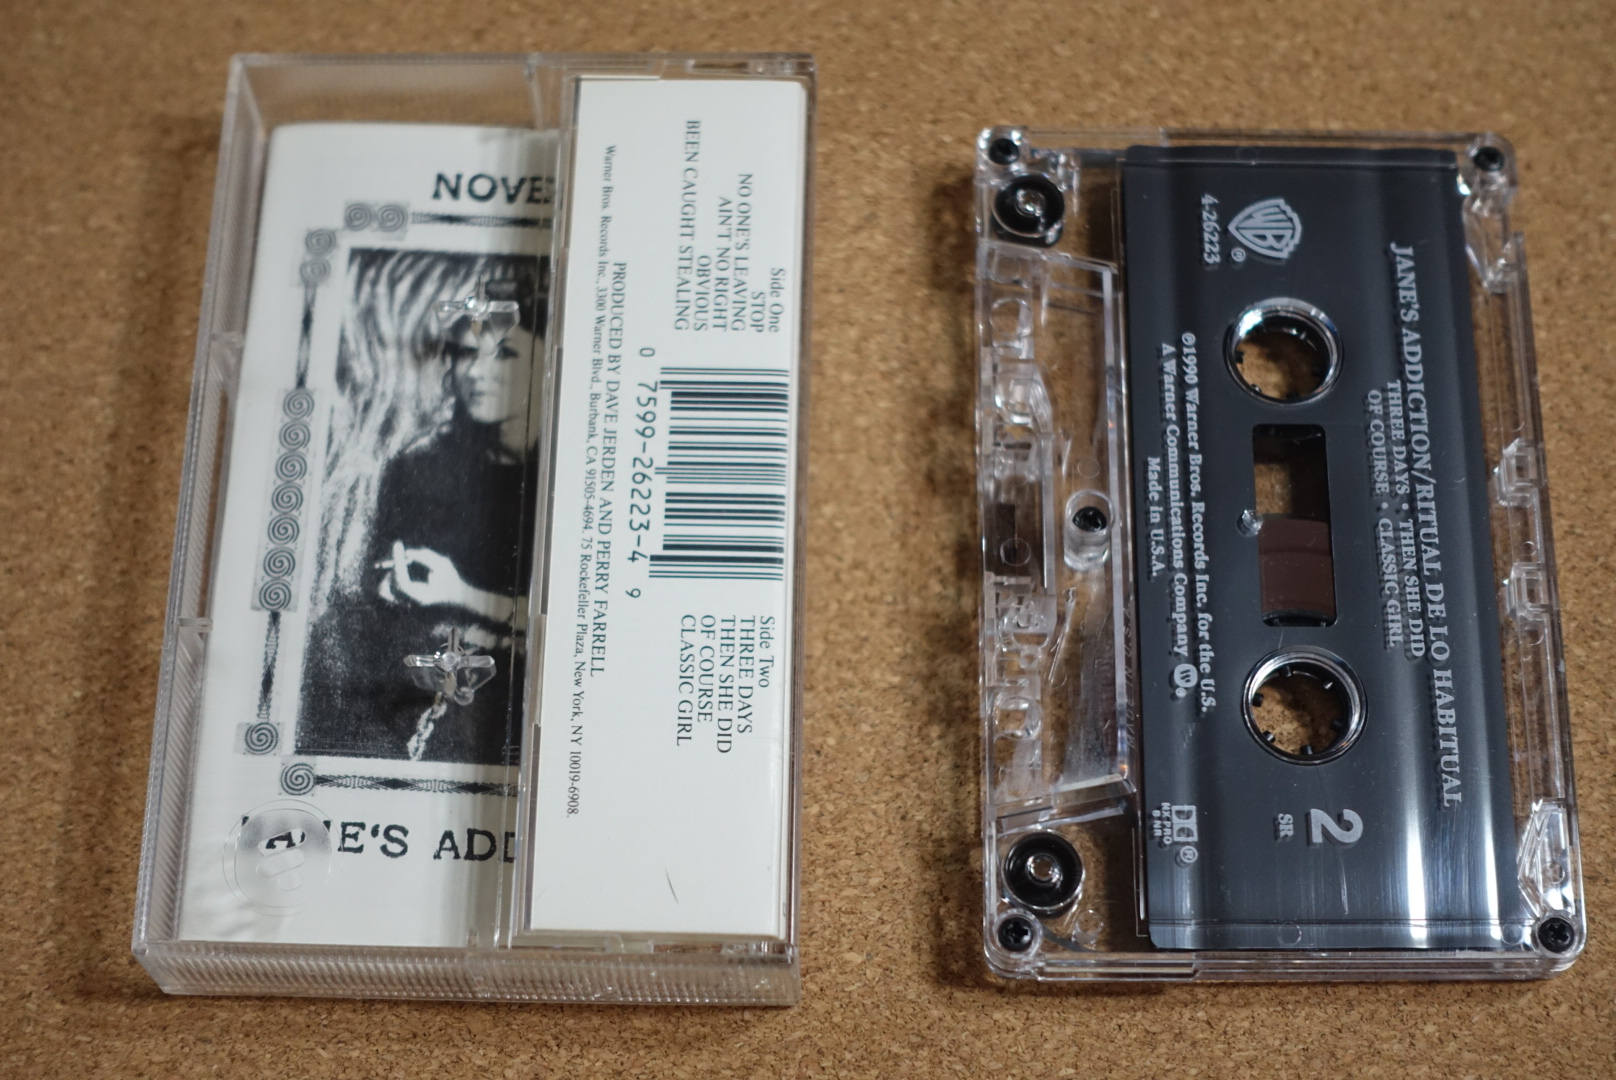 NOVE
JANE'S ADD
Side One
STOP
NO ONE'S LEAVING
AIN'T NO RIGHT
OBVIOUS
BEEN CAUGHT STEALING
0 7599-26223-4 9
Side Two
THREE DAYS
THEN SHE DID
OF COURSE
CLASSIC GIRL
PRODUCED BY DAVE JERDEN AND PERRY FARRELL
Warner Bros. Records Inc., 3300 Warner Blvd., Burbank, CA 91505-4694. 75 Rockefeller Plaza, New York, NY 10019-6908.
JANE'S ADDICTION/RITUAL DE LO HABITUAL
THREE DAYS • THEN SHE DID
OF COURSE • CLASSIC GIRL
WB ®
4-26223
2
SR
℗1990 Warner Bros. Records Inc. for the U.S.
A Warner Communications Company
Made in U.S.A.
HX PRO
B NR